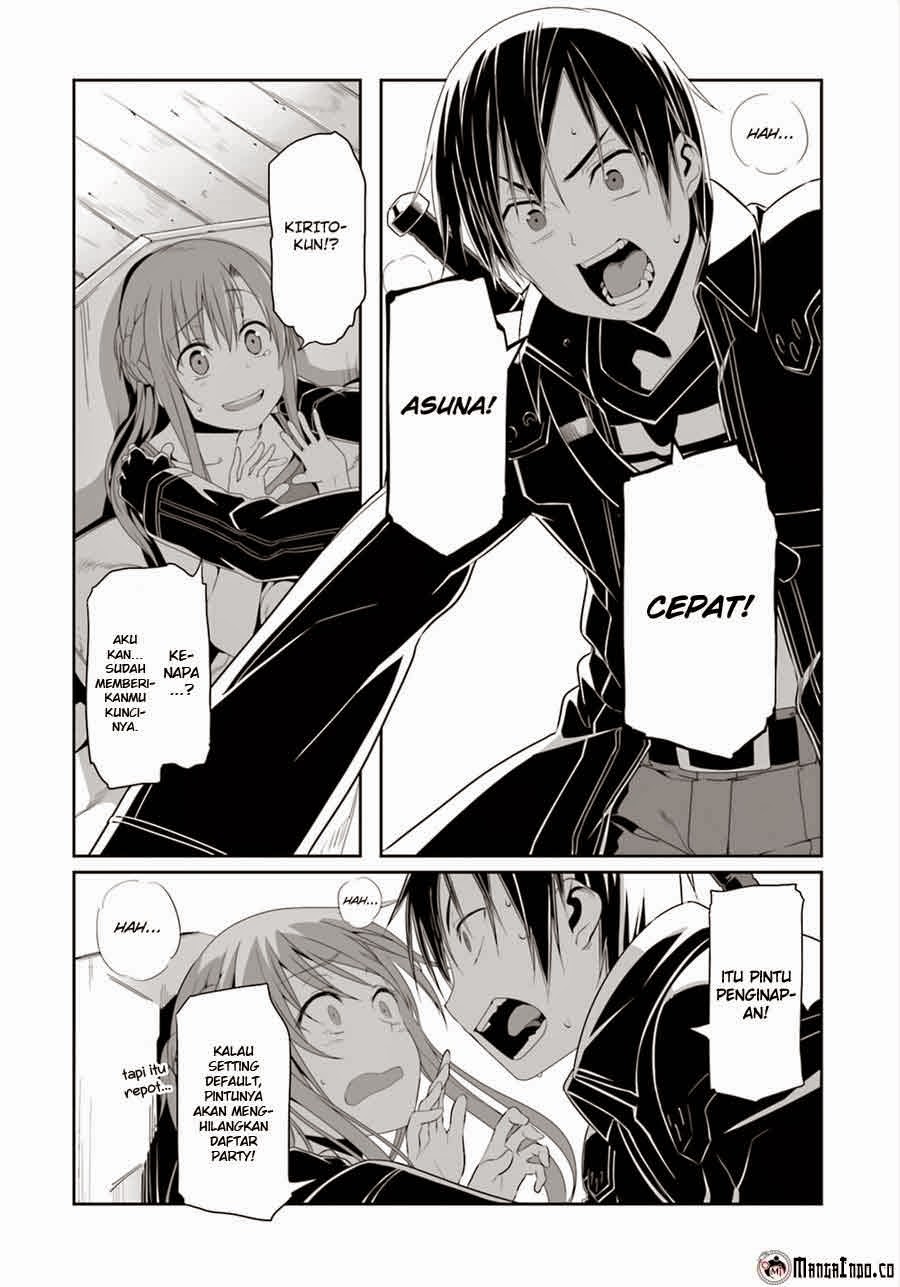 HAH...
ASUNA!
CEPAT!
KIRITO-
KUN!?
KE-
NAPA
...?
AKU
KAN...
SUDAH
MEMBERI-
KANMU
KUNCI-
NYA.
ITU PINTU
PENGINAP-
AN!
HAH...
HAH...
KALAU
SETTING
DEFAULT,
PINTUNYA
AKAN MENG-
HILANGKAN
DAFTAR
PARTY!
tapi itu
repot...
MANGAINDO.CO